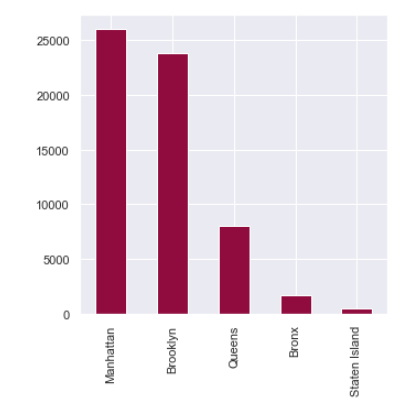 25000
20000
15000
10000
5000
0
Manhattan
Brooklyn
Queens
Bronx
Staten Island